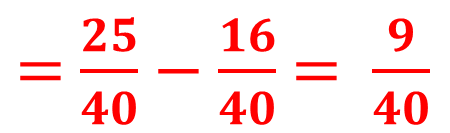 = 25/40 − 16/40 = 9/40